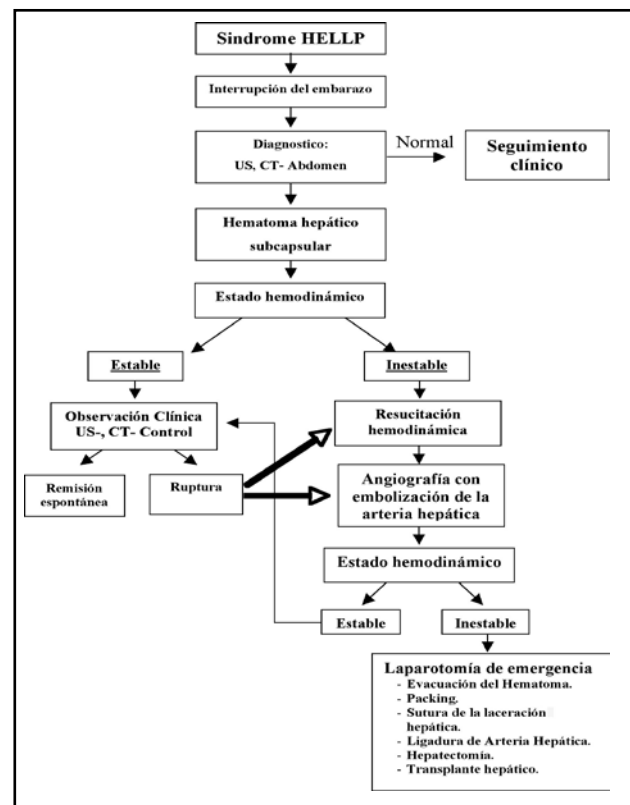 Sindrome HELLP
Interrupción del embarazo
Diagnostico:
US, CT- Abdomen
Normal
Seguimiento
clínico
Hematoma hepático
subcapsular
Estado hemodinámico
Estable
Inestable
Observación Clínica
US-, CT- Control
Resucitación
hemodinámica
Remisión
espontánea
Ruptura
Angiografía con
embolización de la
arteria hepática
Estado hemodinámico
Estable
Inestable
Laparotomía de emergencia
- Evacuación del Hematoma.
- Packing.
- Sutura de la laceración
hepática.
- Ligadura de Arteria Hepática.
- Hepatectomía.
- Transplante hepático.